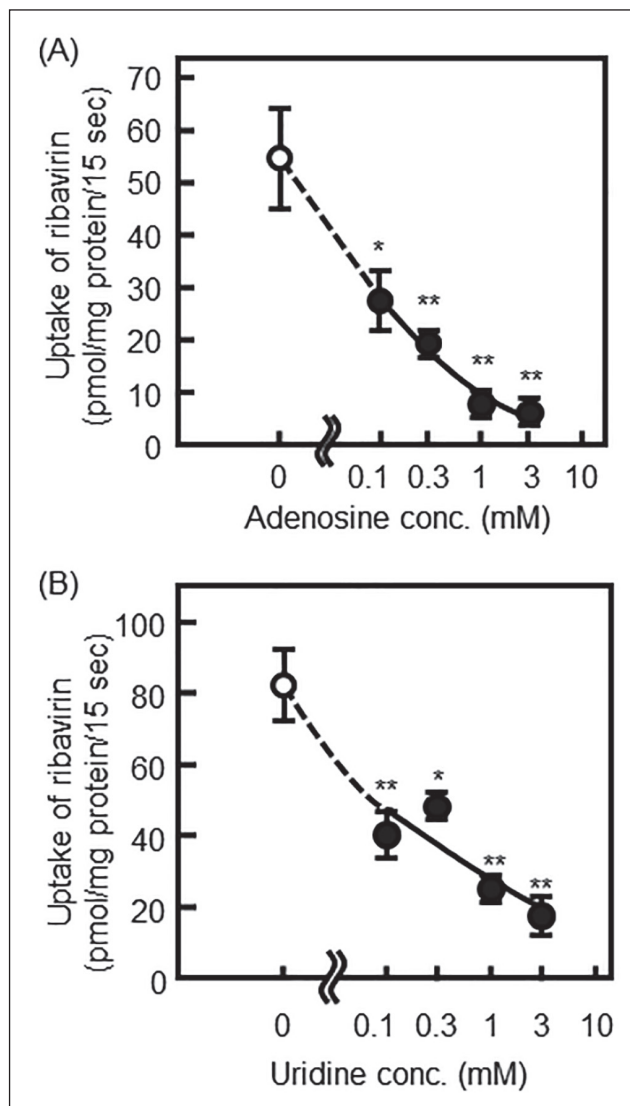 (A)
Uptake of ribavirin
(pmol/mg protein/15 sec)
70
60
50
40
30
20
10
0
*
**
**
**
0 0.1 0.3 1 3 10
Adenosine conc. (mM)
(B)
Uptake of ribavirin
(pmol/mg protein/15 sec)
100
80
60
40
20
0
**
*
**
**
0 0.1 0.3 1 3 10
Uridine conc. (mM)